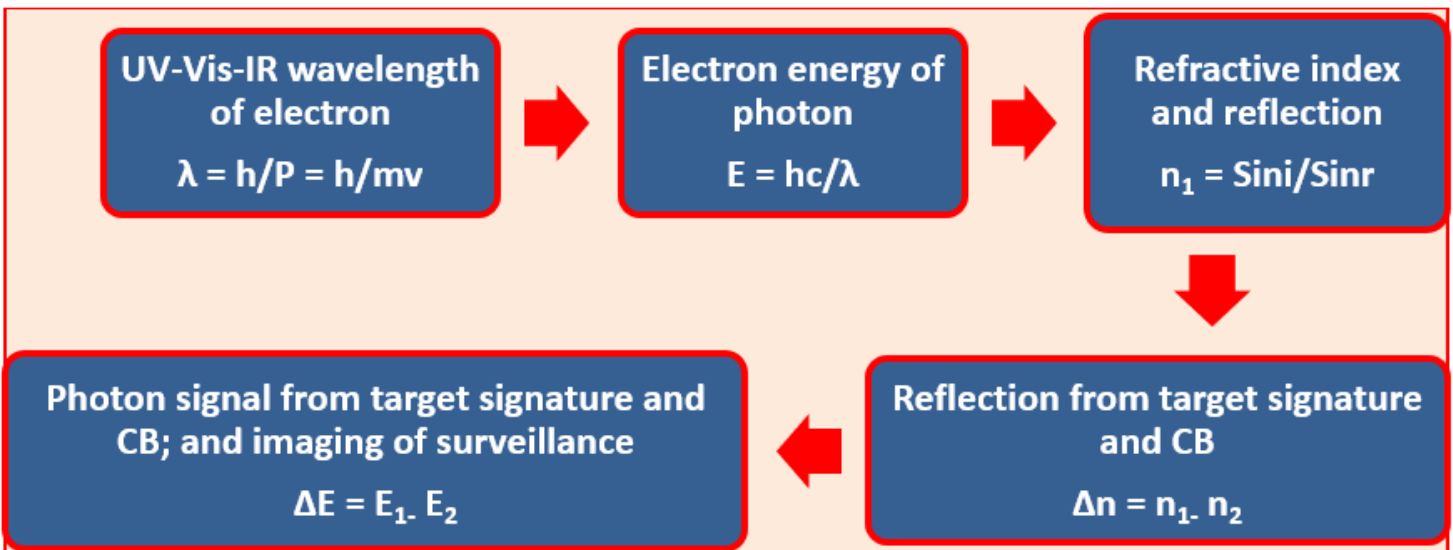 UV-Vis-IR wavelength
of electron
λ = h/P = h/mv
Electron energy of
photon
E = hc/λ
Refractive index
and reflection
n₁ = Sini/Sinr
Reflection from target signature
and CB
Δn = n₁₋ n₂
Photon signal from target signature and
CB; and imaging of surveillance
ΔE = E₁₋ E₂